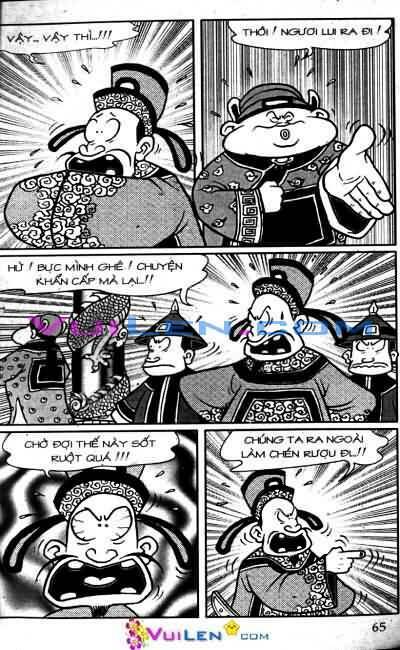 VẬY... VẬY THÌ...!!!
THÔI! NGƯƠI LUI RA ĐI!
HỪ! BỰC MÌNH GHÊ! CHUYỆN
KHẨN CẤP MÀ LẠI...!!
VUILEN.COM
CHỜ ĐỢI THẾ NÀY SỐT
RUỘT QUÁ!!!
CHÚNG TA RA NGOÀI
LÀM CHÉN RƯỢU ĐI...!!
65
VUILEN.COM